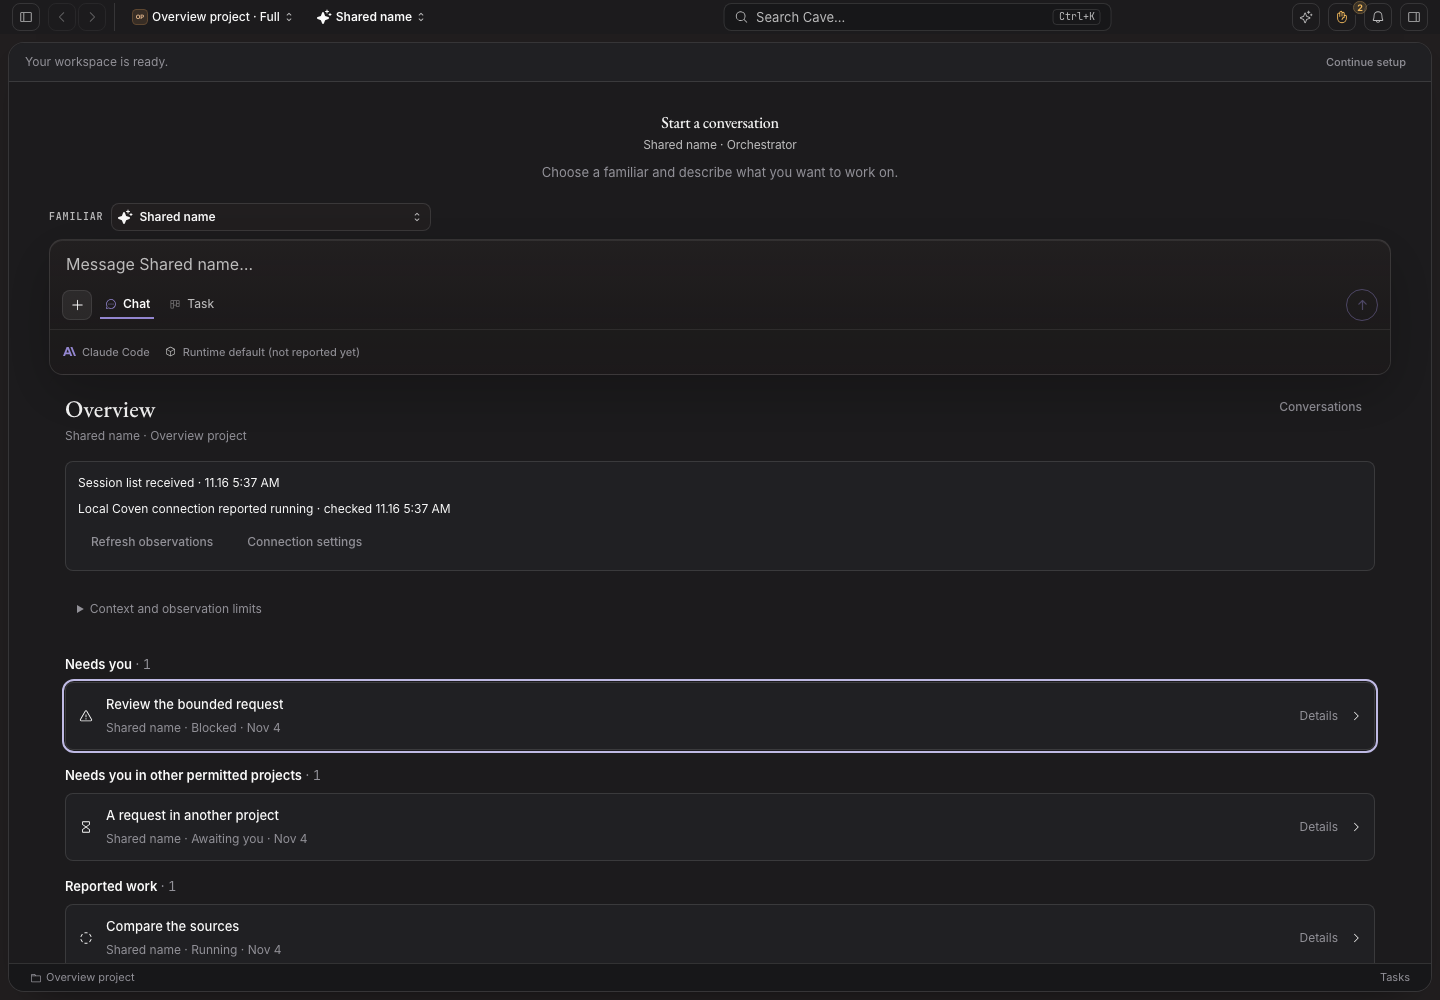 OP Overview project · Full
Shared name
Search Cave...
Ctrl+K
2
Your workspace is ready.
Continue setup
Start a conversation
Shared name · Orchestrator
Choose a familiar and describe what you want to work on.
FAMILIAR
Shared name
Message Shared name...
Chat
Task
Claude Code
Runtime default (not reported yet)
Overview
Conversations
Shared name · Overview project
Session list received · 11.16 5:37 AM
Local Coven connection reported running · checked 11.16 5:37 AM
Refresh observations
Connection settings
Context and observation limits
Needs you · 1
Review the bounded request
Shared name · Blocked · Nov 4
Details
Needs you in other permitted projects · 1
A request in another project
Shared name · Awaiting you · Nov 4
Details
Reported work · 1
Compare the sources
Shared name · Running · Nov 4
Details
Overview project
Tasks